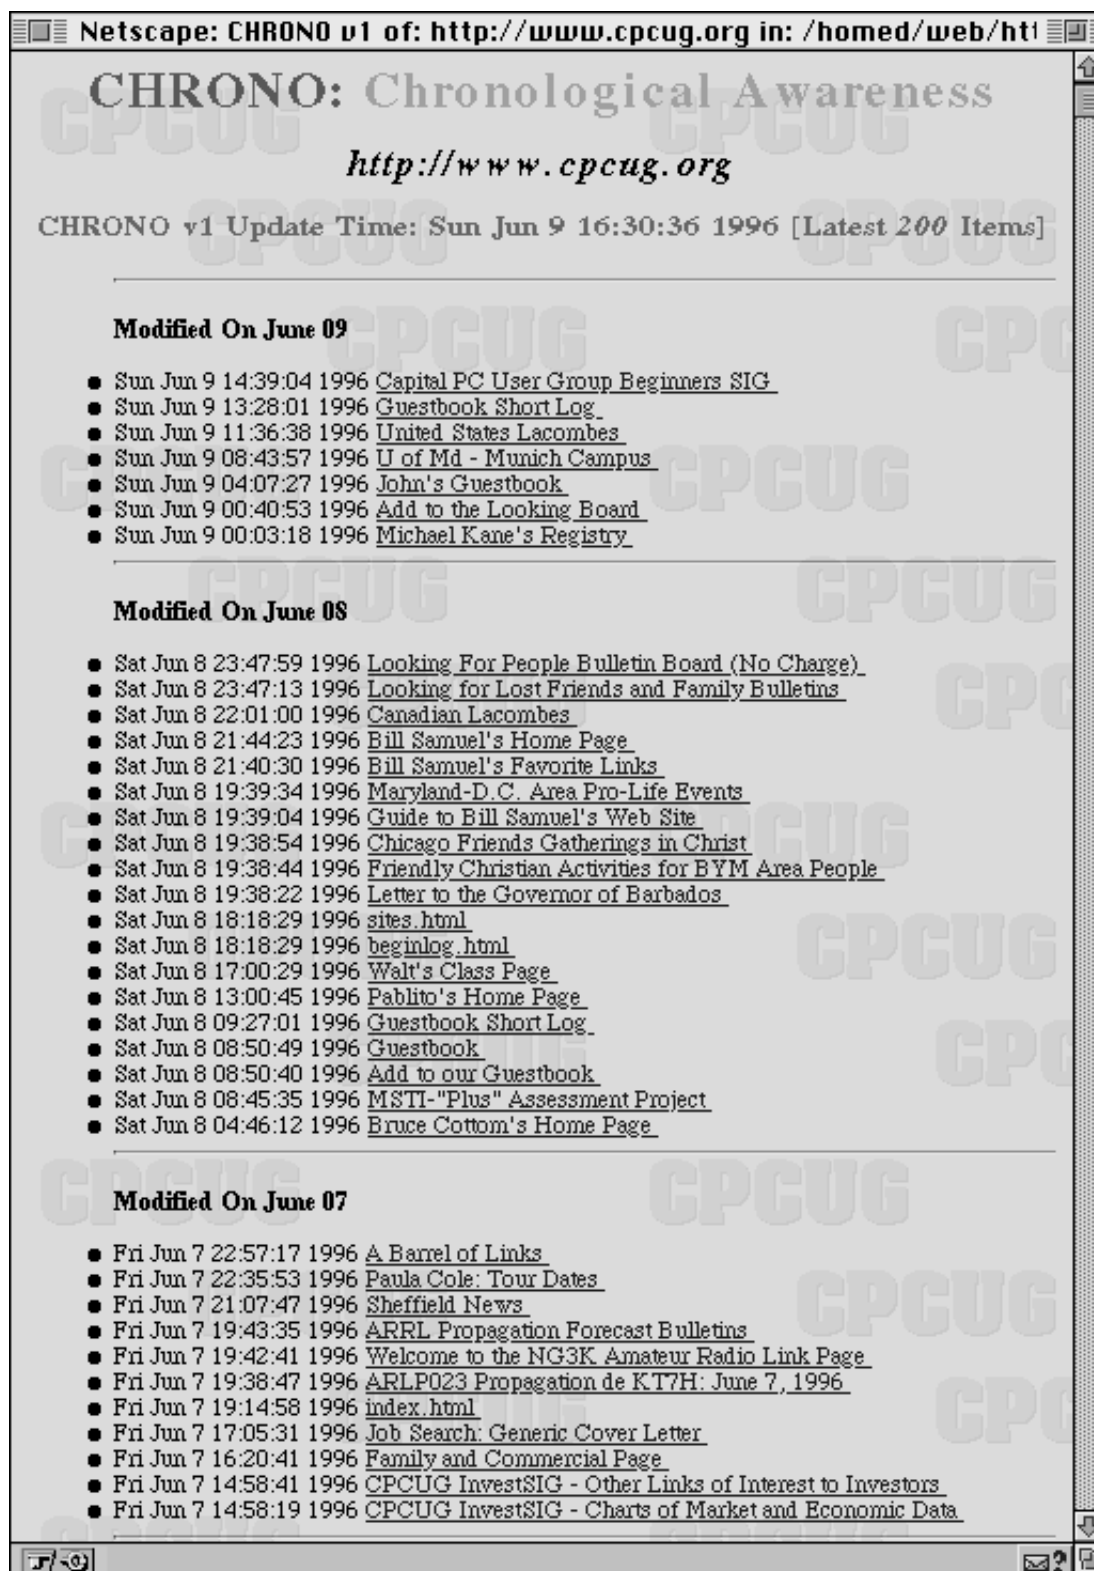 Netscape: CHRONO v1 of: http://www.cpcug.org in: /homed/web/ht
CHRONO: Chronological Awareness
http://www.cpcug.org
CHRONO v1 Update Time: Sun Jun 9 16:30:36 1996 [Latest 200 Items]
Modified On June 09
Sun Jun 9 14:39:04 1996 Capital PC User Group Beginners SIG
Sun Jun 9 13:28:01 1996 Guestbook Short Log
Sun Jun 9 11:36:38 1996 United States Lacombes
Sun Jun 9 08:43:57 1996 U of Md - Munich Campus
Sun Jun 9 04:07:27 1996 John's Guestbook
Sun Jun 9 00:40:53 1996 Add to the Looking Board
Sun Jun 9 00:03:18 1996 Michael Kane's Registry
Modified On June 08
Sat Jun 8 23:47:59 1996 Looking For People Bulletin Board (No Charge)
Sat Jun 8 23:47:13 1996 Looking for Lost Friends and Family Bulletins
Sat Jun 8 22:01:00 1996 Canadian Lacombes
Sat Jun 8 21:44:23 1996 Bill Samuel's Home Page
Sat Jun 8 21:40:30 1996 Bill Samuel's Favorite Links
Sat Jun 8 19:39:34 1996 Maryland-D.C. Area Pro-Life Events
Sat Jun 8 19:39:04 1996 Guide to Bill Samuel's Web Site
Sat Jun 8 19:38:54 1996 Chicago Friends Gatherings in Christ
Sat Jun 8 19:38:44 1996 Friendly Christian Activities for BYM Area People
Sat Jun 8 19:38:22 1996 Letter to the Governor of Barbados
Sat Jun 8 18:18:29 1996 sites.html
Sat Jun 8 18:18:29 1996 beginlog.html
Sat Jun 8 17:00:29 1996 Walt's Class Page
Sat Jun 8 13:00:45 1996 Pablito's Home Page
Sat Jun 8 09:27:01 1996 Guestbook Short Log
Sat Jun 8 08:50:49 1996 Guestbook
Sat Jun 8 08:50:40 1996 Add to our Guestbook
Sat Jun 8 08:45:35 1996 MSTI-"Plus" Assessment Project
Sat Jun 8 04:46:12 1996 Bruce Cottom's Home Page
Modified On June 07
Fri Jun 7 22:57:17 1996 A Barrel of Links
Fri Jun 7 22:35:53 1996 Paula Cole: Tour Dates
Fri Jun 7 21:07:47 1996 Sheffield News
Fri Jun 7 19:43:35 1996 ARRL Propagation Forecast Bulletins
Fri Jun 7 19:42:41 1996 Welcome to the NG3K Amateur Radio Link Page
Fri Jun 7 19:38:47 1996 ARLP023 Propagation de KT7H: June 7, 1996
Fri Jun 7 19:14:58 1996 index.html
Fri Jun 7 17:05:31 1996 Job Search: Generic Cover Letter
Fri Jun 7 16:20:41 1996 Family and Commercial Page
Fri Jun 7 14:58:41 1996 CPCUG InvestSIG - Other Links of Interest to Investors
Fri Jun 7 14:58:19 1996 CPCUG InvestSIG - Charts of Market and Economic Data